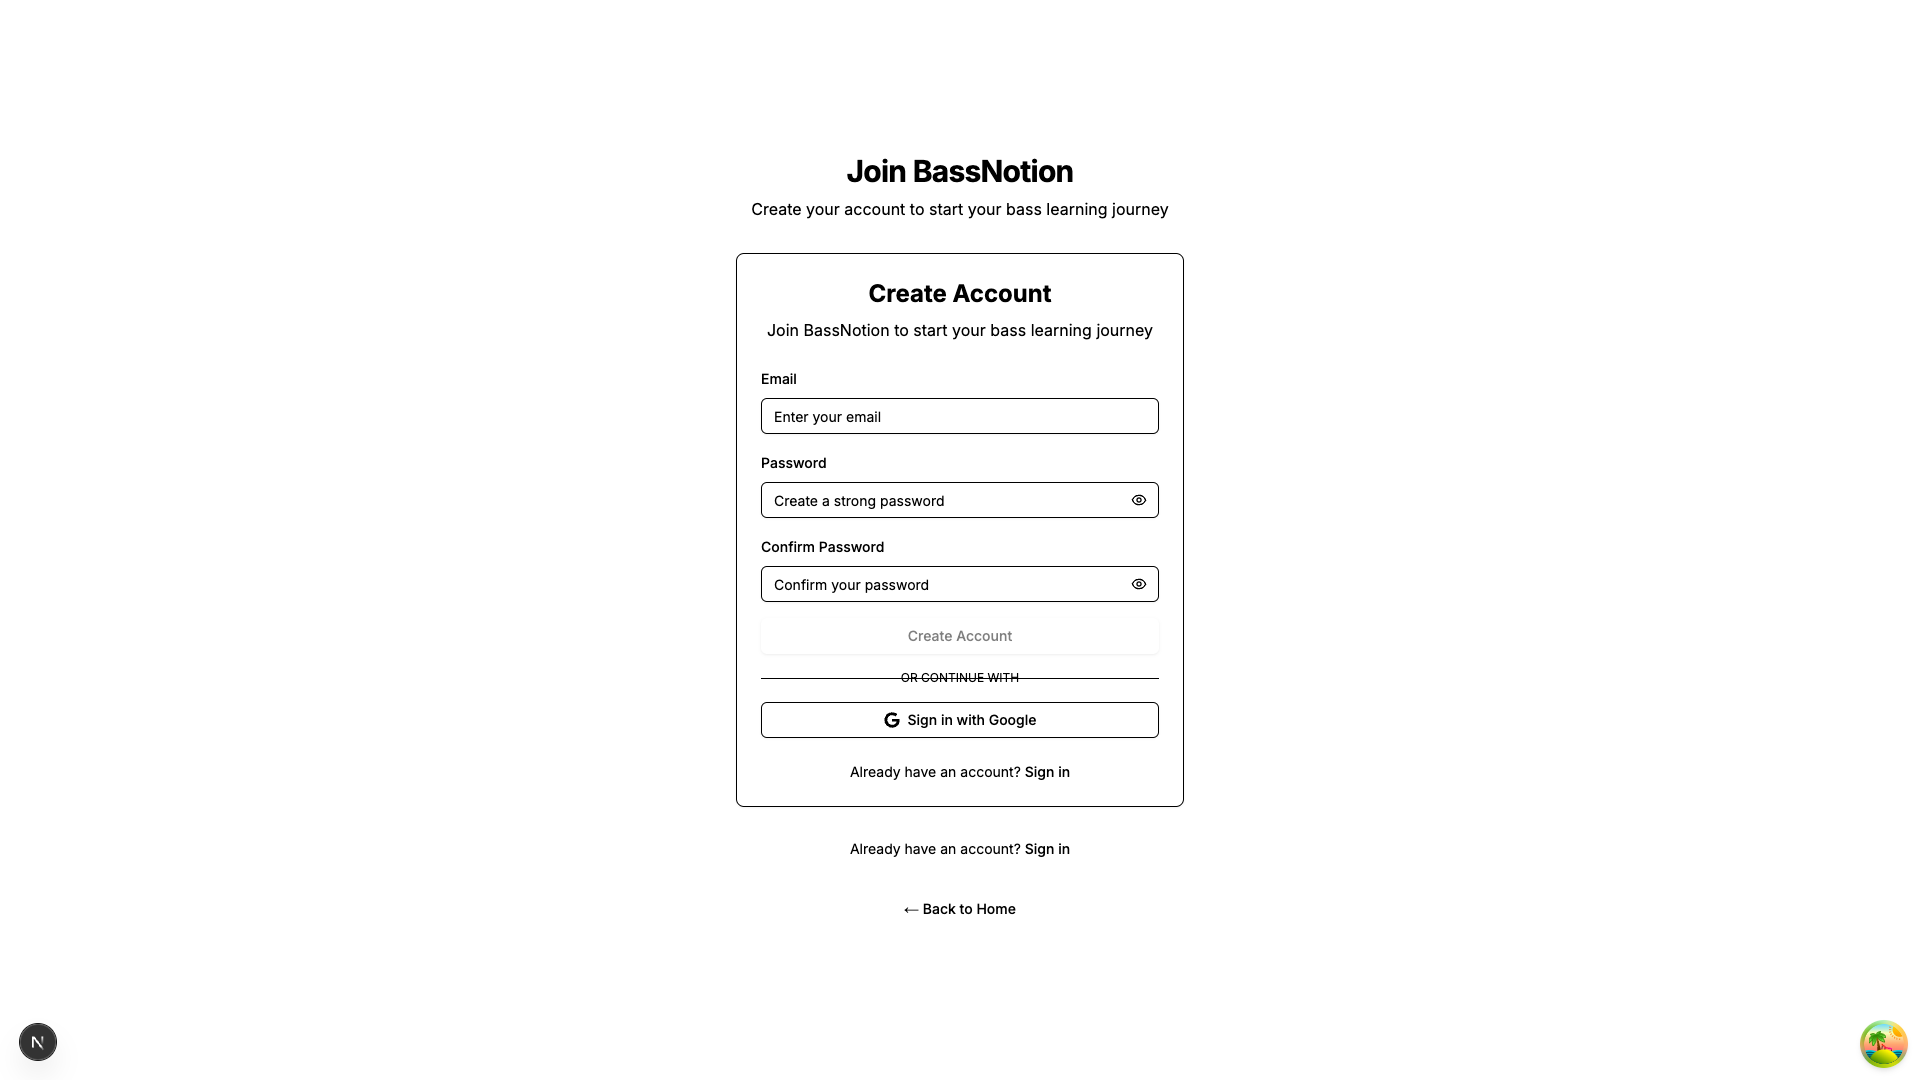 Join BassNotion
Create your account to start your bass learning journey
Create Account
Join BassNotion to start your bass learning journey
Email
Enter your email
Password
Create a strong password
Confirm Password
Confirm your password
Create Account
OR CONTINUE WITH
G Sign in with Google
Already have an account? Sign in
Already have an account? Sign in
← Back to Home
N